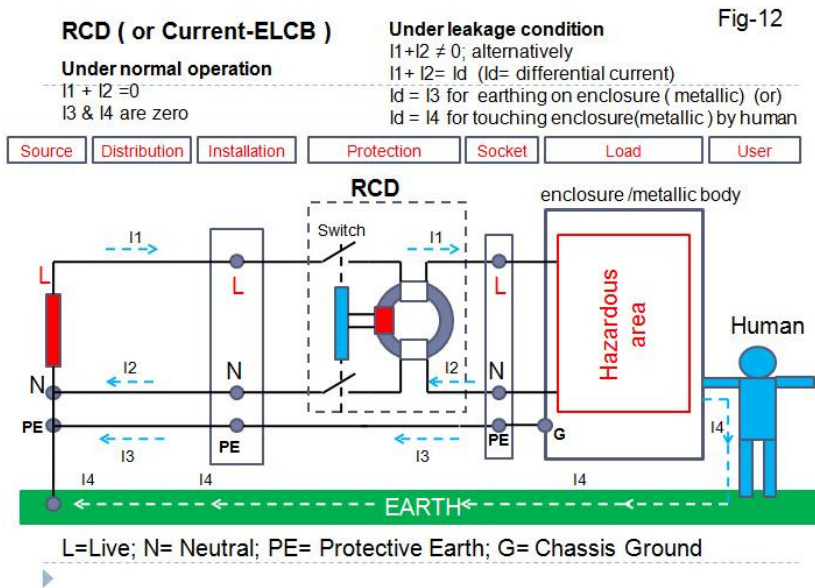 Fig-12
RCD ( or Current-ELCB )
Under normal operation
I1 + I2 =0
I3 & I4 are zero
Under leakage condition
I1+I2 ≠ 0; alternatively
I1+ I2= Id (Id= differential current)
Id = I3 for earthing on enclosure ( metallic) (or)
Id = I4 for touching enclosure(metallic ) by human
Source
Distribution
Installation
Protection
Socket
Load
User
RCD
enclosure /metallic body
Switch
I1
I1
L
L
L
Hazardous
area
Human
N
I2
N
I2
N
PE
PE
PE
G
I3
I3
I4
I4
I4
I4
I4
EARTH
L=Live; N= Neutral; PE= Protective Earth; G= Chassis Ground